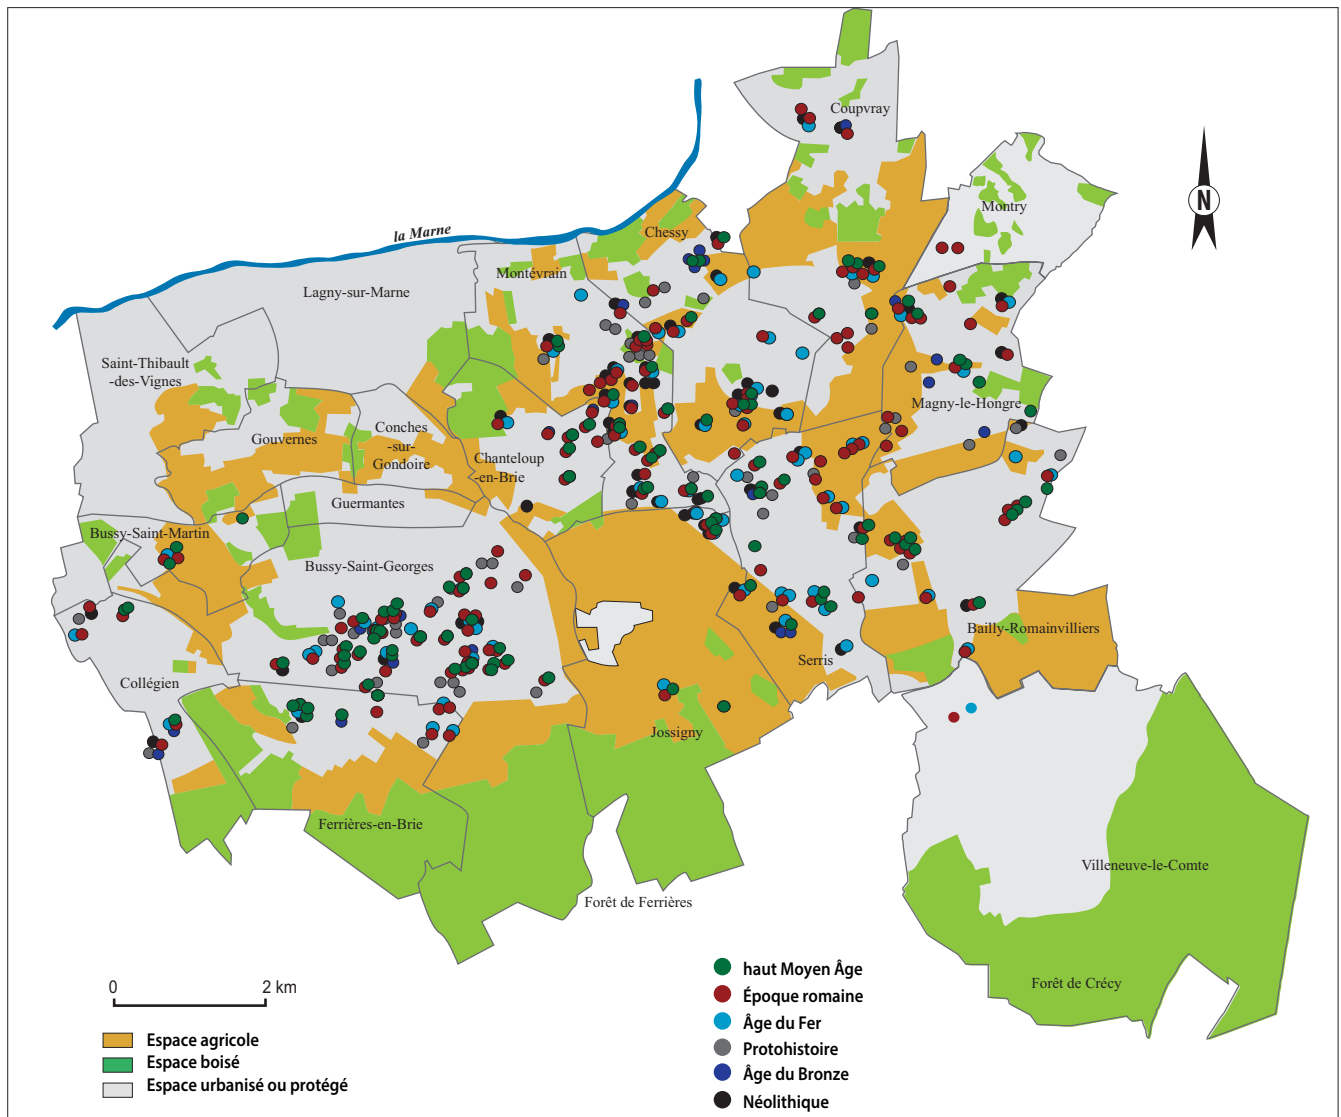 Coupvray
N
Montry
Chessy
la Marne
Montévrain
Lagny-sur-Marne
Saint-Thibault
-des-Vignes
Magny-le-Hongre
Conches
-sur-
Gondoire
Gouvernes
Chanteloup
-en-Brie
Guermantes
Bussy-Saint-Martin
Bussy-Saint-Georges
Bailly-Romainvilliers
Serris
Collégien
Jossigny
Ferrières-en-Brie
Villeneuve-le-Comte
Forêt de Ferrières
Forêt de Crécy
0 2 km
Espace agricole
Espace boisé
Espace urbanisé ou protégé
haut Moyen Âge
Époque romaine
Âge du Fer
Protohistoire
Âge du Bronze
Néolithique